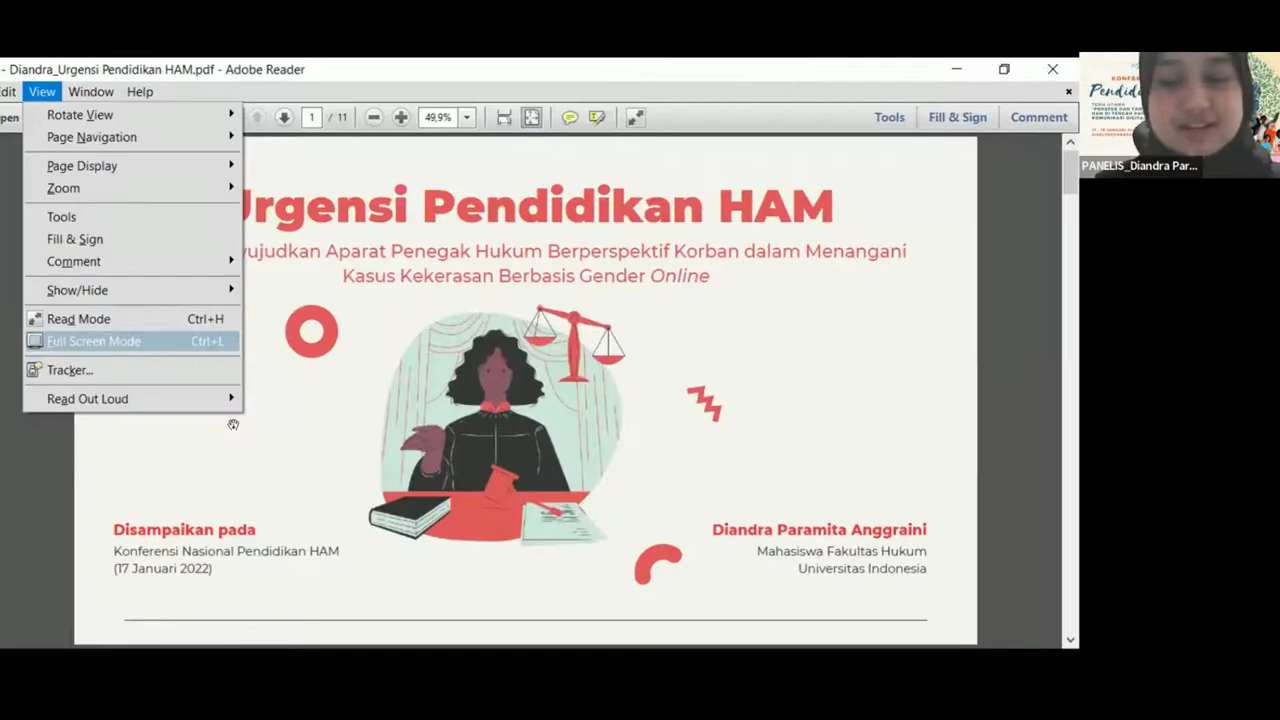 - Diandra_Urgensi Pendidikan HAM.pdf - Adobe Reader
View Window Help
1 / 11 49,9% Tools Fill & Sign Comment
Rotate View
Page Navigation
Page Display
Zoom
Tools
Fill & Sign
Comment
Show/Hide
Read Mode Ctrl+H
Full Screen Mode Ctrl+L
Tracker...
Read Out Loud
Urgensi Pendidikan HAM
wujudkan Aparat Penegak Hukum Berperspektif Korban dalam Menangani
Kasus Kekerasan Berbasis Gender Online
Disampaikan pada
Konferensi Nasional Pendidikan HAM
(17 Januari 2022)
Diandra Paramita Anggraini
Mahasiswa Fakultas Hukum
Universitas Indonesia
PANELIS_Diandra Par...